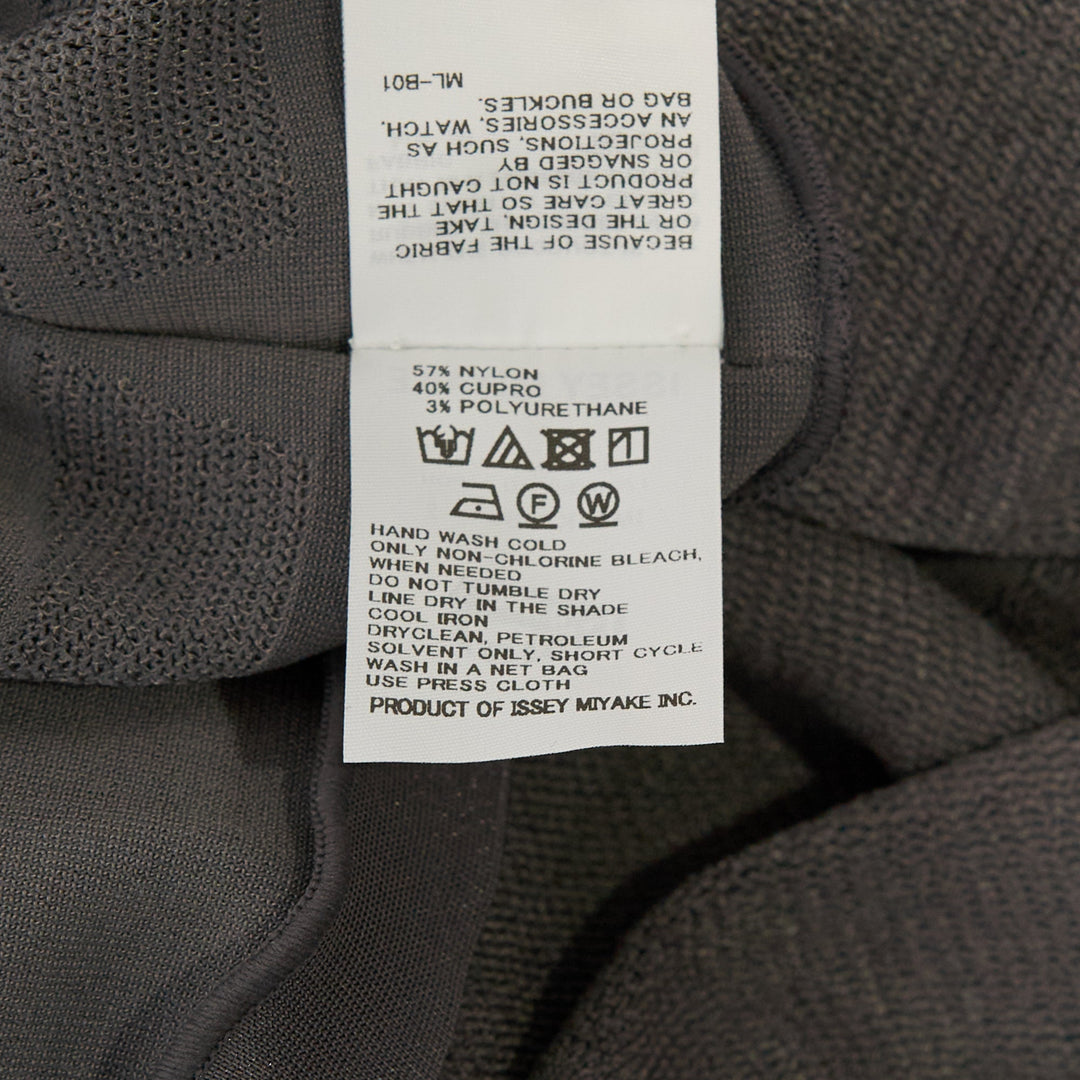 BECAUSE OF THE FABRIC
OR THE DESIGN, TAKE
GREAT CARE SO THAT THE
PRODUCT IS NOT CAUGHT
OR SNAGGED BY
PROJECTIONS, SUCH AS
AN ACCESSORIES, WATCH,
BAG OR BUCKLES.
ML-B01
57% NYLON
40% CUPRO
3% POLYURETHANE
F W
HAND WASH COLD
ONLY NON-CHLORINE BLEACH,
WHEN NEEDED
DO NOT TUMBLE DRY
LINE DRY IN THE SHADE
COOL IRON
DRYCLEAN, PETROLEUM
SOLVENT ONLY, SHORT CYCLE
WASH IN A NET BAG
USE PRESS CLOTH
PRODUCT OF ISSEY MIYAKE INC.